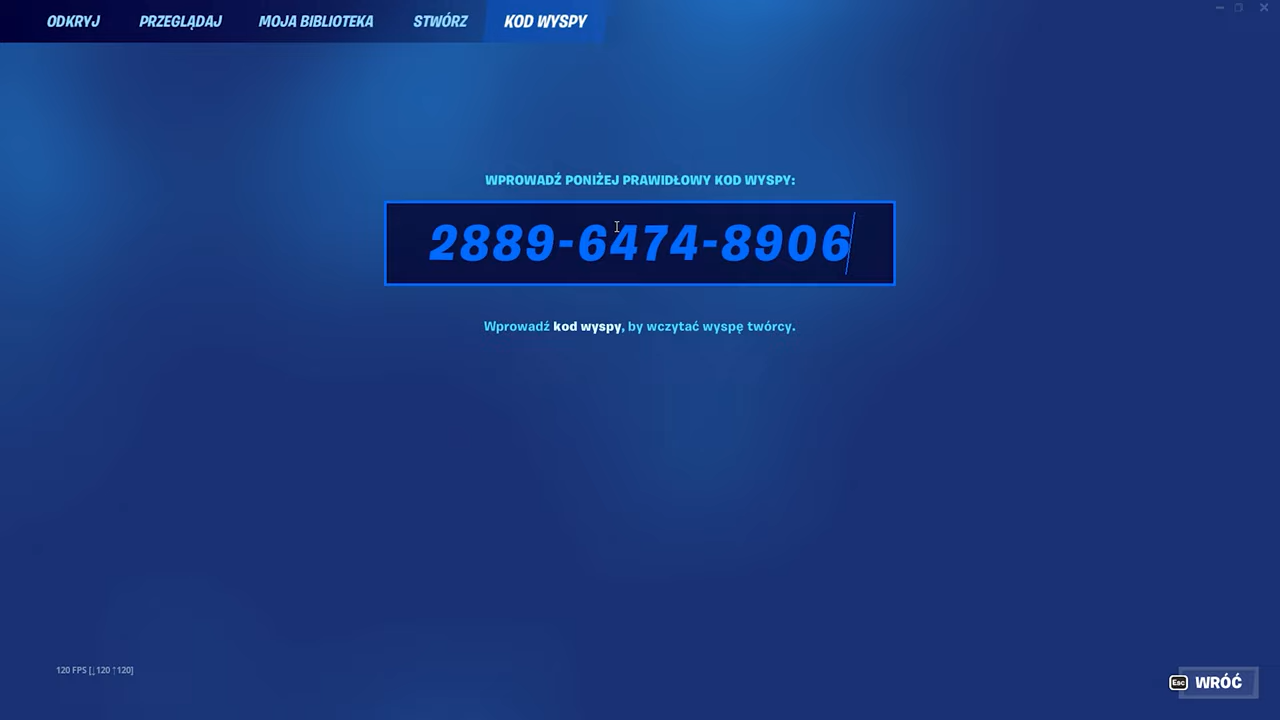 ODKRYJ PRZEGLĄDAJ MOJA BIBLIOTEKA STWÓRZ KOD WYSPY
WPROWADŹ PONIŻEJ PRAWIDŁOWY KOD WYSPY:
2889-6474-8906
Wprowadź kod wyspy, by wczytać wyspę twórcy.
120 FPS [↓120 ↑120]
Esc WRÓĆ